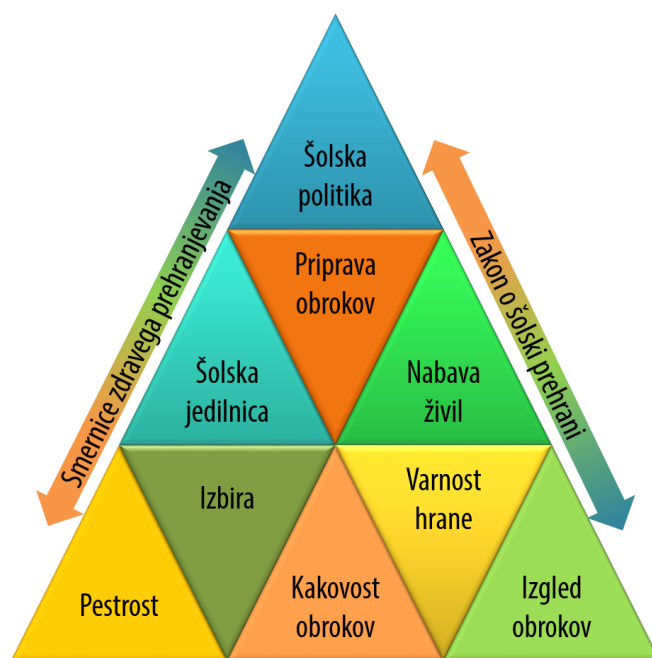 Šolska
politika
Smernice zdravega prehranjevanja
Zakon o šolski prehrani
Priprava
obrokov
Šolska
jedilnica
Nabava
živil
Izbira
Varnost
hrane
Pestrost
Kakovost
obrokov
Izgled
obrokov